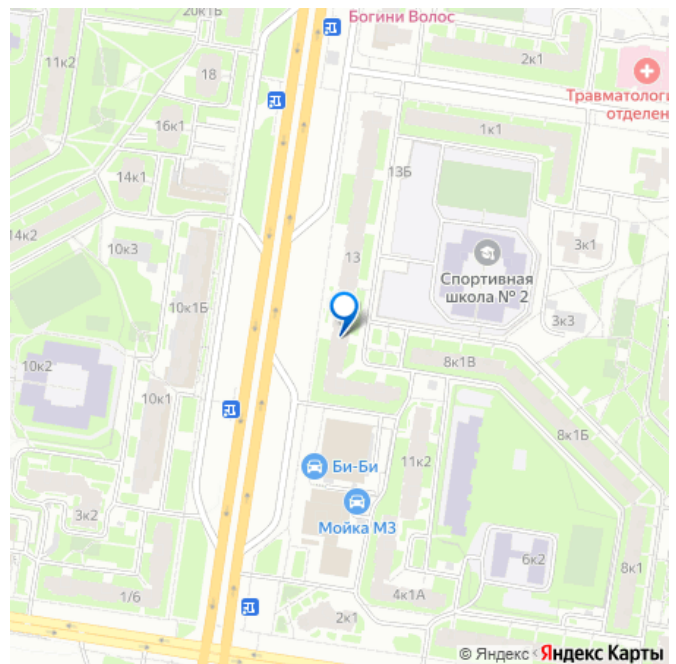 20к1Б
Богини Волос
11к2
18
2к1
Травматологи
отделен
16к1
1к1
14к1
13Б
14к2
10к3
13
3к1
Спортивная
школа № 2
10к1Б
3к3
10к2
8к1В
10к1
8к1Б
Би-Би
11к2
Мойка М3
3к2
6к2
8к1
1/6
4к1А
2к1
© Яндекс
Яндекс Карты